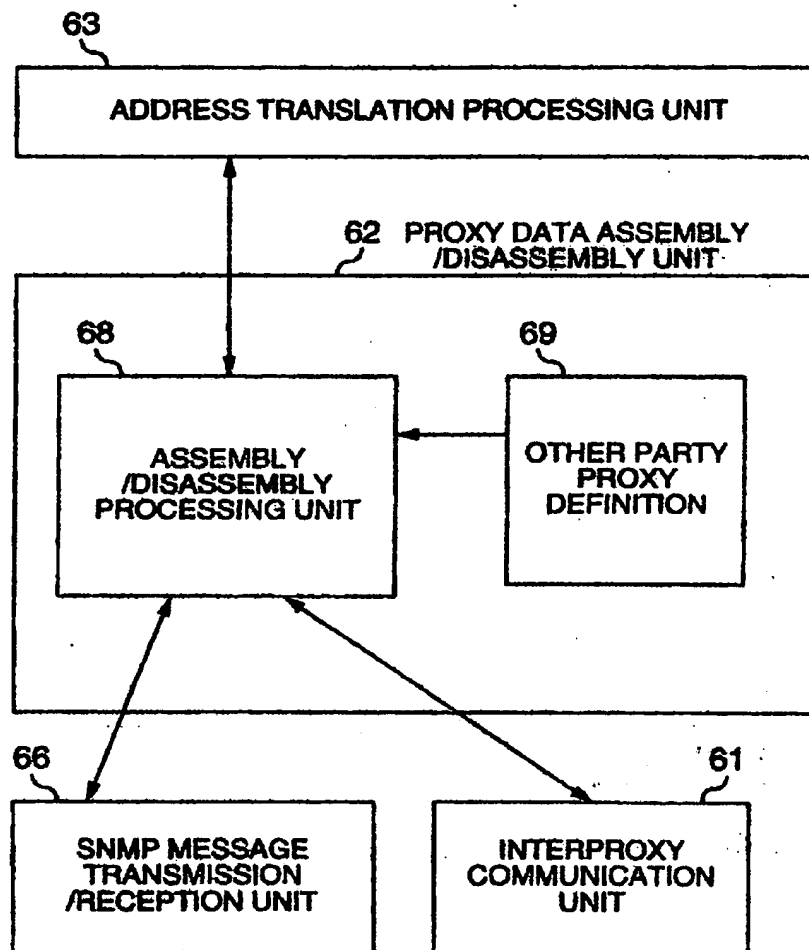 63
ADDRESS TRANSLATION PROCESSING UNIT
62 PROXY DATA ASSEMBLY
/DISASSEMBLY UNIT
68
ASSEMBLY
/DISASSEMBLY
PROCESSING UNIT
69
OTHER PARTY
PROXY
DEFINITION
66
SNMP MESSAGE
TRANSMISSION
/RECEPTION UNIT
61
INTERPROXY
COMMUNICATION
UNIT